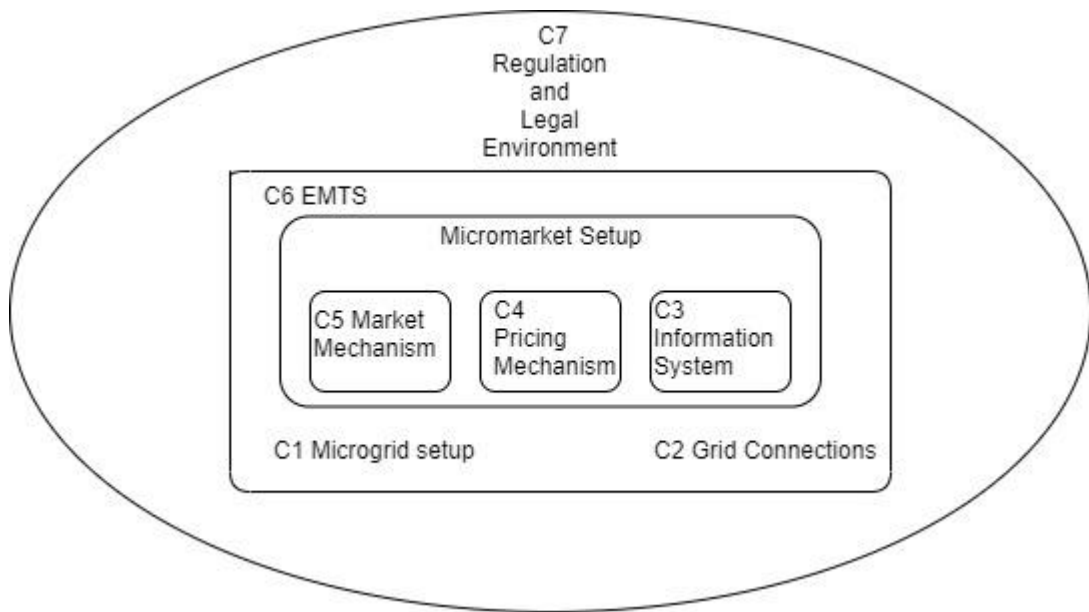 C7
Regulation
and
Legal
Environment
C6 EMTS
Micromarket Setup
C5 Market
Mechanism
C4
Pricing
Mechanism
C3
Information
System
C1 Microgrid setup
C2 Grid Connections